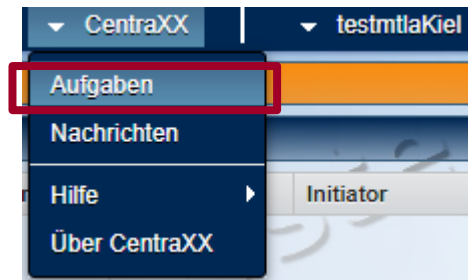 CentraXX testmtlaKiel
Aufgaben
Nachrichten
Hilfe Initiator
Über CentraXX